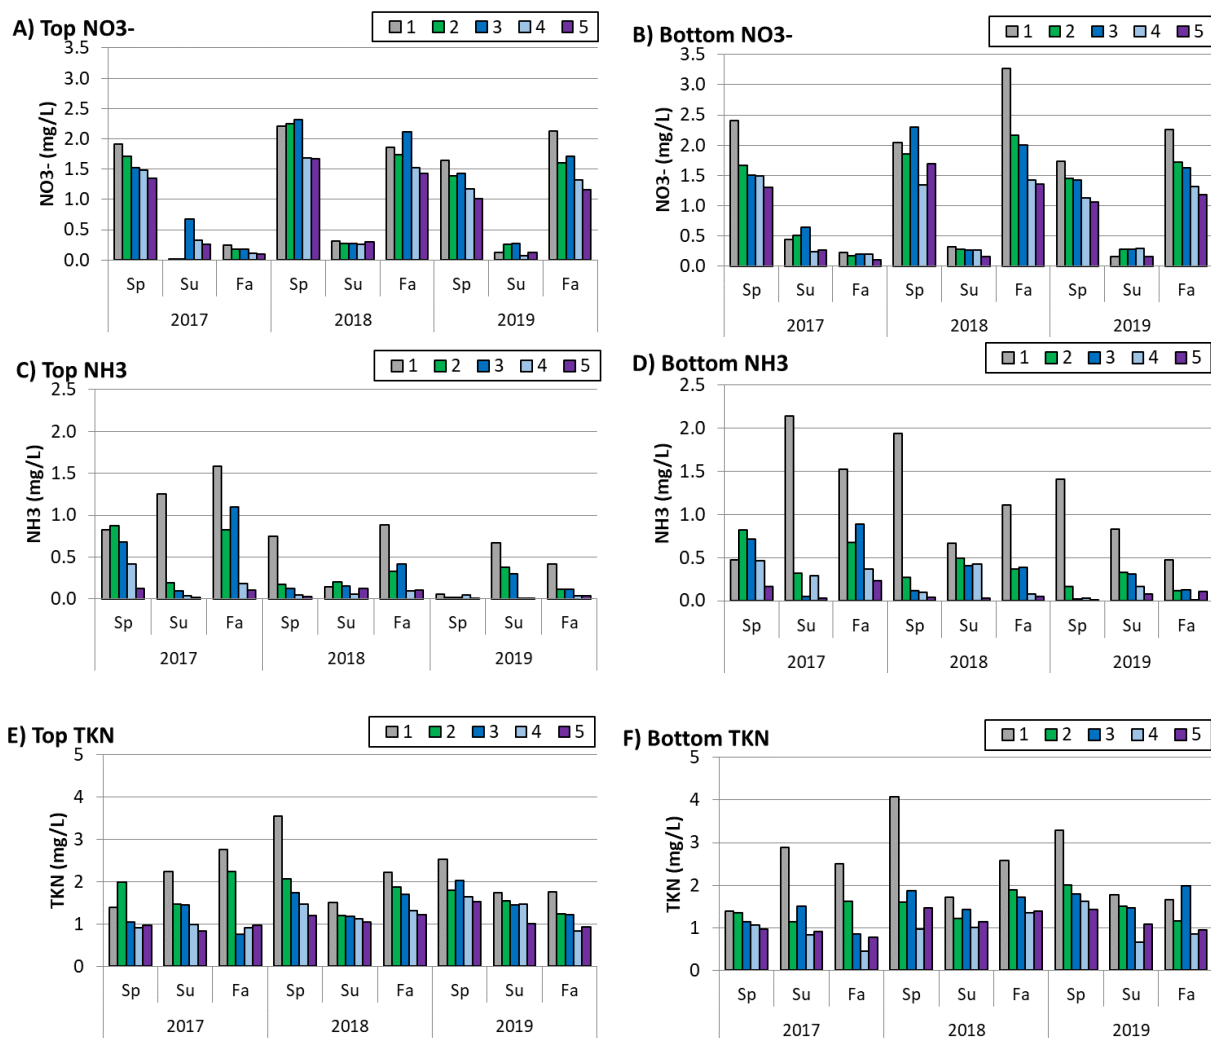 A) Top NO3-
1 2 3 4 5
3.5
3.0
2.5
2.0
1.5
1.0
0.5
0.0
NO3- (mg/L)
Sp Su Fa Sp Su Fa Sp Su Fa
2017 2018 2019
B) Bottom NO3-
1 2 3 4 5
3.5
3.0
2.5
2.0
1.5
1.0
0.5
0.0
NO3- (mg/L)
Sp Su Fa Sp Su Fa Sp Su Fa
2017 2018 2019
C) Top NH3
1 2 3 4 5
2.5
2.0
1.5
1.0
0.5
0.0
NH3 (mg/L)
Sp Su Fa Sp Su Fa Sp Su Fa
2017 2018 2019
D) Bottom NH3
1 2 3 4 5
2.5
2.0
1.5
1.0
0.5
0.0
NH3 (mg/L)
Sp Su Fa Sp Su Fa Sp Su Fa
2017 2018 2019
E) Top TKN
1 2 3 4 5
5
4
3
2
1
0
TKN (mg/L)
Sp Su Fa Sp Su Fa Sp Su Fa
2017 2018 2019
F) Bottom TKN
1 2 3 4 5
5
4
3
2
1
0
TKN (mg/L)
Sp Su Fa Sp Su Fa Sp Su Fa
2017 2018 2019